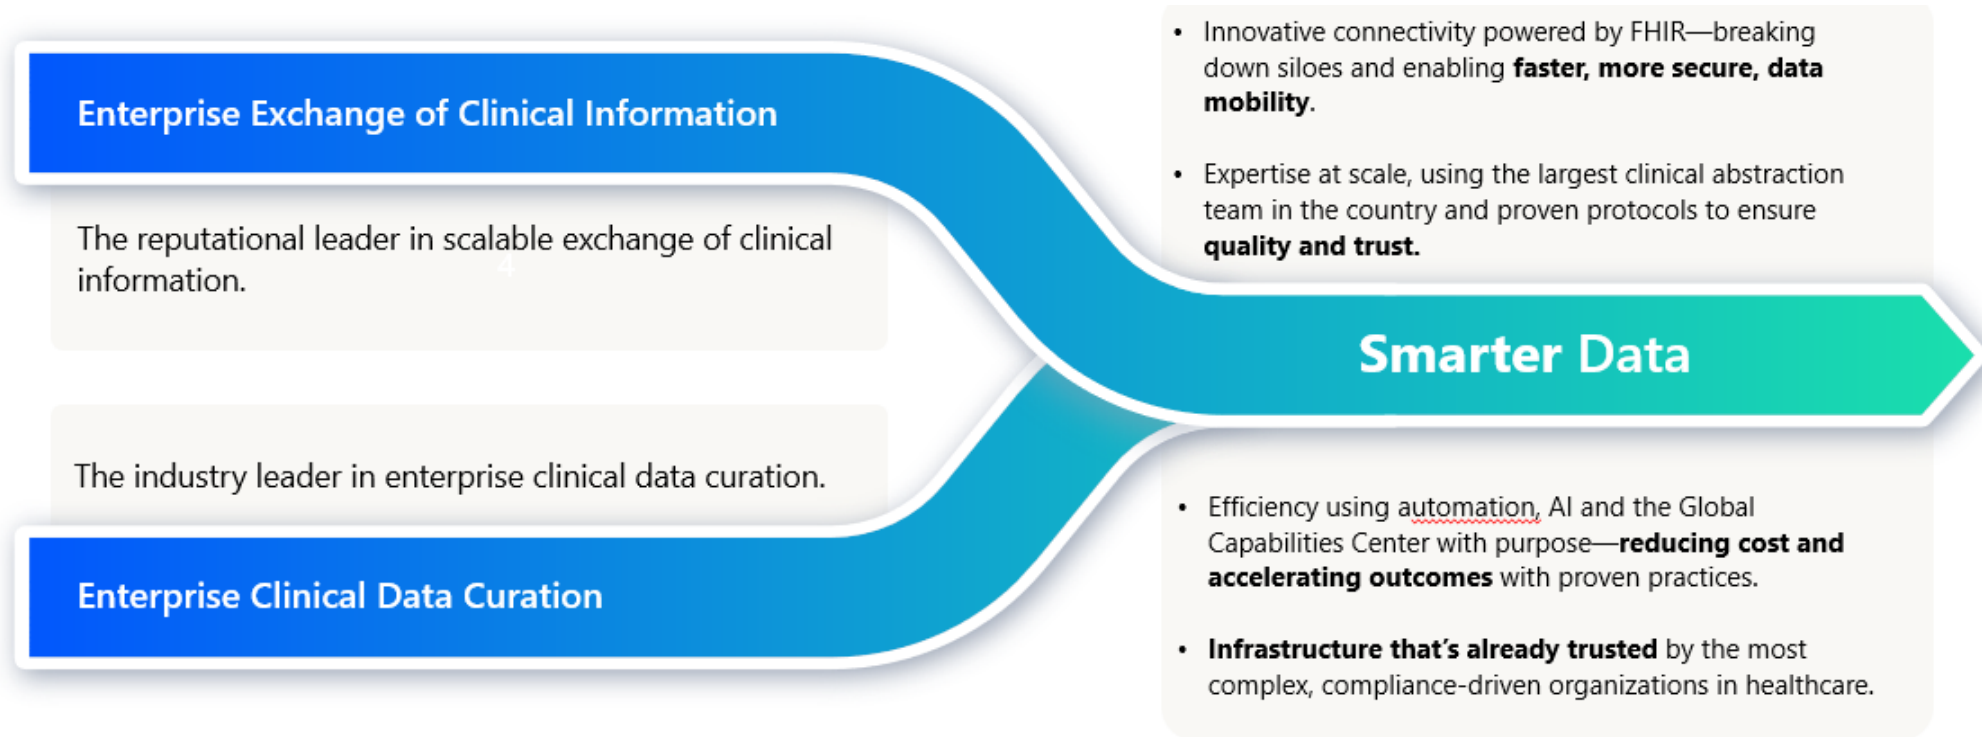 Enterprise Exchange of Clinical Information
The reputational leader in scalable exchange of clinical
information.
4
The industry leader in enterprise clinical data curation.
Enterprise Clinical Data Curation
• Innovative connectivity powered by FHIR—breaking
down siloes and enabling faster, more secure, data
mobility.
• Expertise at scale, using the largest clinical abstraction
team in the country and proven protocols to ensure
quality and trust.
Smarter Data
• Efficiency using automation, AI and the Global
Capabilities Center with purpose—reducing cost and
accelerating outcomes with proven practices.
• Infrastructure that’s already trusted by the most
complex, compliance-driven organizations in healthcare.